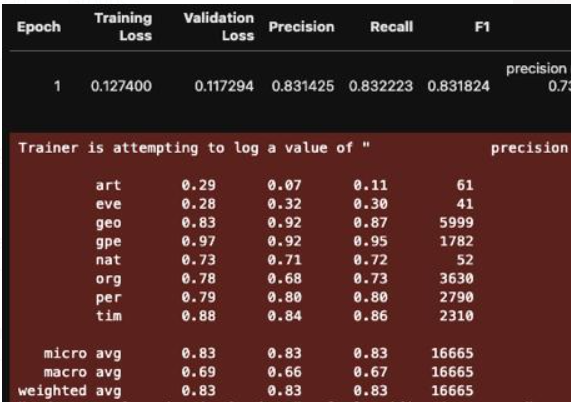 Epoch Training Loss Validation Loss Precision Recall F1
precision
1 0.127400 0.117294 0.831425 0.832223 0.831824 0.73
Trainer is attempting to log a value of " precision
art 0.29 0.07 0.11 61
eve 0.28 0.32 0.30 41
geo 0.83 0.92 0.87 5999
gpe 0.97 0.92 0.95 1782
nat 0.73 0.71 0.72 52
org 0.78 0.68 0.73 3630
per 0.79 0.80 0.80 2790
tim 0.88 0.84 0.86 2310
micro avg 0.83 0.83 0.83 16665
macro avg 0.69 0.66 0.67 16665
weighted avg 0.83 0.83 0.83 16665